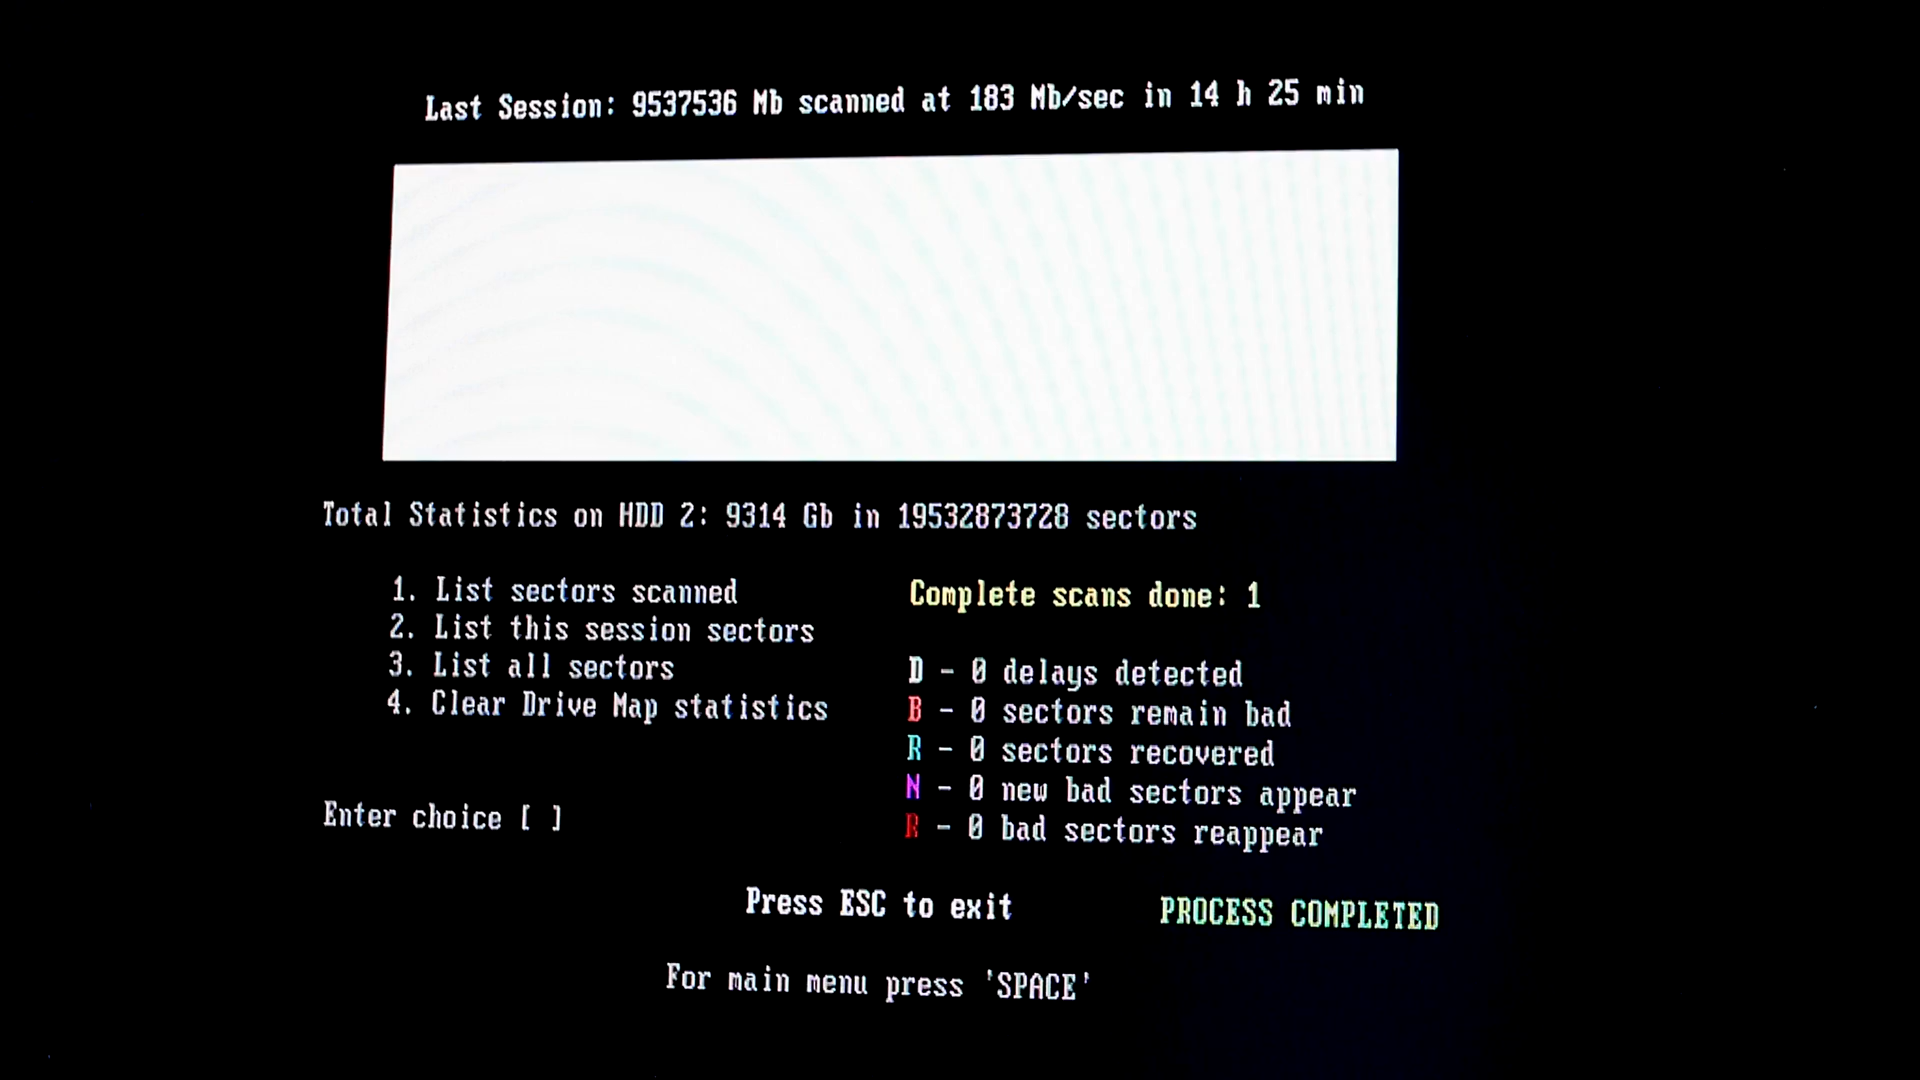 Last Session: 9537536 Mb scanned at 183 Mb/sec in 14 h 25 min
Total Statistics on HDD 2: 9314 Gb in 19532873728 sectors
1. List sectors scanned
2. List this session sectors
3. List all sectors
4. Clear Drive Map statistics
Enter choice [ ]
Complete scans done: 1
D - 0 delays detected
B - 0 sectors remain bad
R - 0 sectors recovered
N - 0 new bad sectors appear
R - 0 bad sectors reappear
Press ESC to exit
PROCESS COMPLETED
For main menu press 'SPACE'